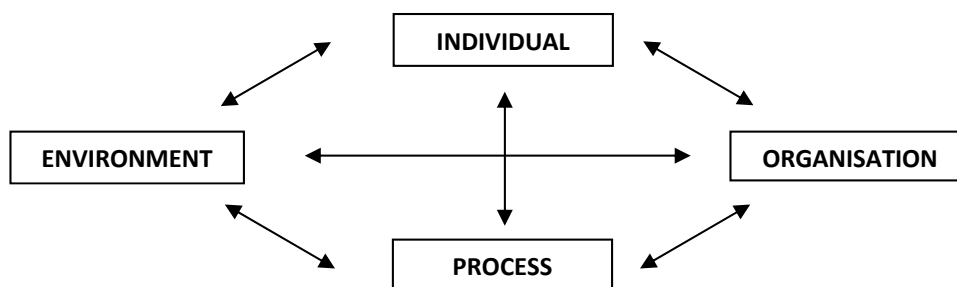 INDIVIDUAL
ENVIRONMENT
ORGANISATION
PROCESS